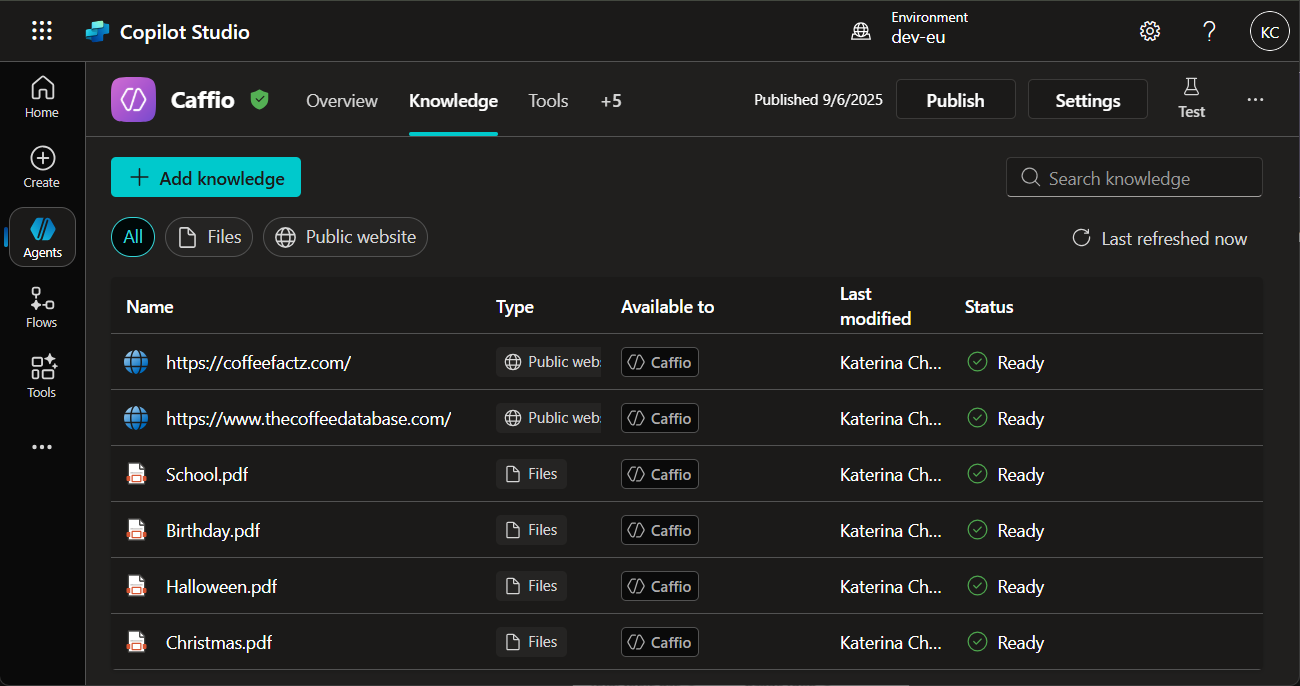 Copilot Studio
Environment
dev-eu
?
KC
Home
Create
Agents
Flows
Tools
Caffio
Overview
Knowledge
Tools
+5
Published 9/6/2025
Publish
Settings
Test
Add knowledge
Search knowledge
All
Files
Public website
Last refreshed now
Name
Type
Available to
Last
modified
Status
https://coffeefactz.com/
Public webs
Caffio
Katerina Ch...
Ready
https://www.thecoffeedatabase.com/
Public webs
Caffio
Katerina Ch...
Ready
School.pdf
Files
Caffio
Katerina Ch...
Ready
Birthday.pdf
Files
Caffio
Katerina Ch...
Ready
Halloween.pdf
Files
Caffio
Katerina Ch...
Ready
Christmas.pdf
Files
Caffio
Katerina Ch...
Ready